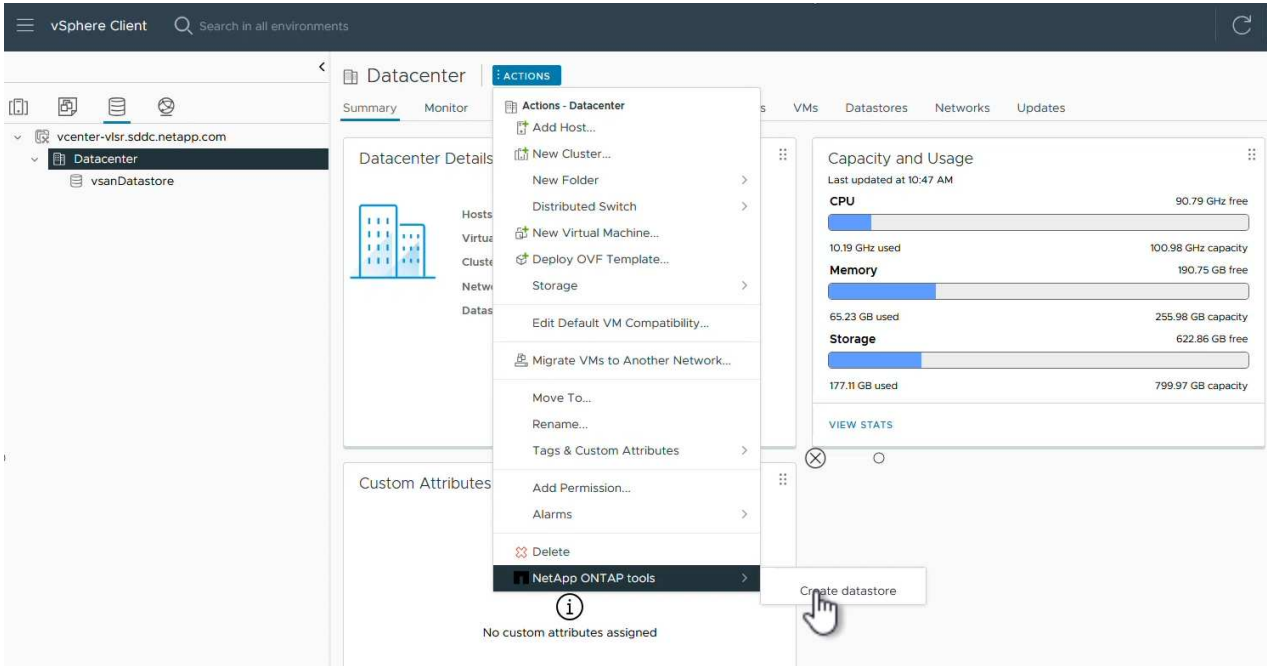 vSphere Client
Search in all environments
vcenter-vlsr.sddc.netapp.com
Datacenter
vsanDatastore
Datacenter
ACTIONS
Summary
Monitor
s
VMs
Datastores
Networks
Updates
Datacenter Details
Hosts
Virtua
Cluste
Netwo
Datas
Custom Attributes
No custom attributes assigned
Actions - Datacenter
Add Host...
New Cluster...
New Folder
Distributed Switch
New Virtual Machine...
Deploy OVF Template...
Storage
Edit Default VM Compatibility...
Migrate VMs to Another Network...
Move To...
Rename...
Tags & Custom Attributes
Add Permission...
Alarms
Delete
NetApp ONTAP tools
Create datastore
Capacity and Usage
Last updated at 10:47 AM
CPU
90.79 GHz free
10.19 GHz used
100.98 GHz capacity
Memory
190.75 GB free
65.23 GB used
255.98 GB capacity
Storage
622.86 GB free
177.11 GB used
799.97 GB capacity
VIEW STATS